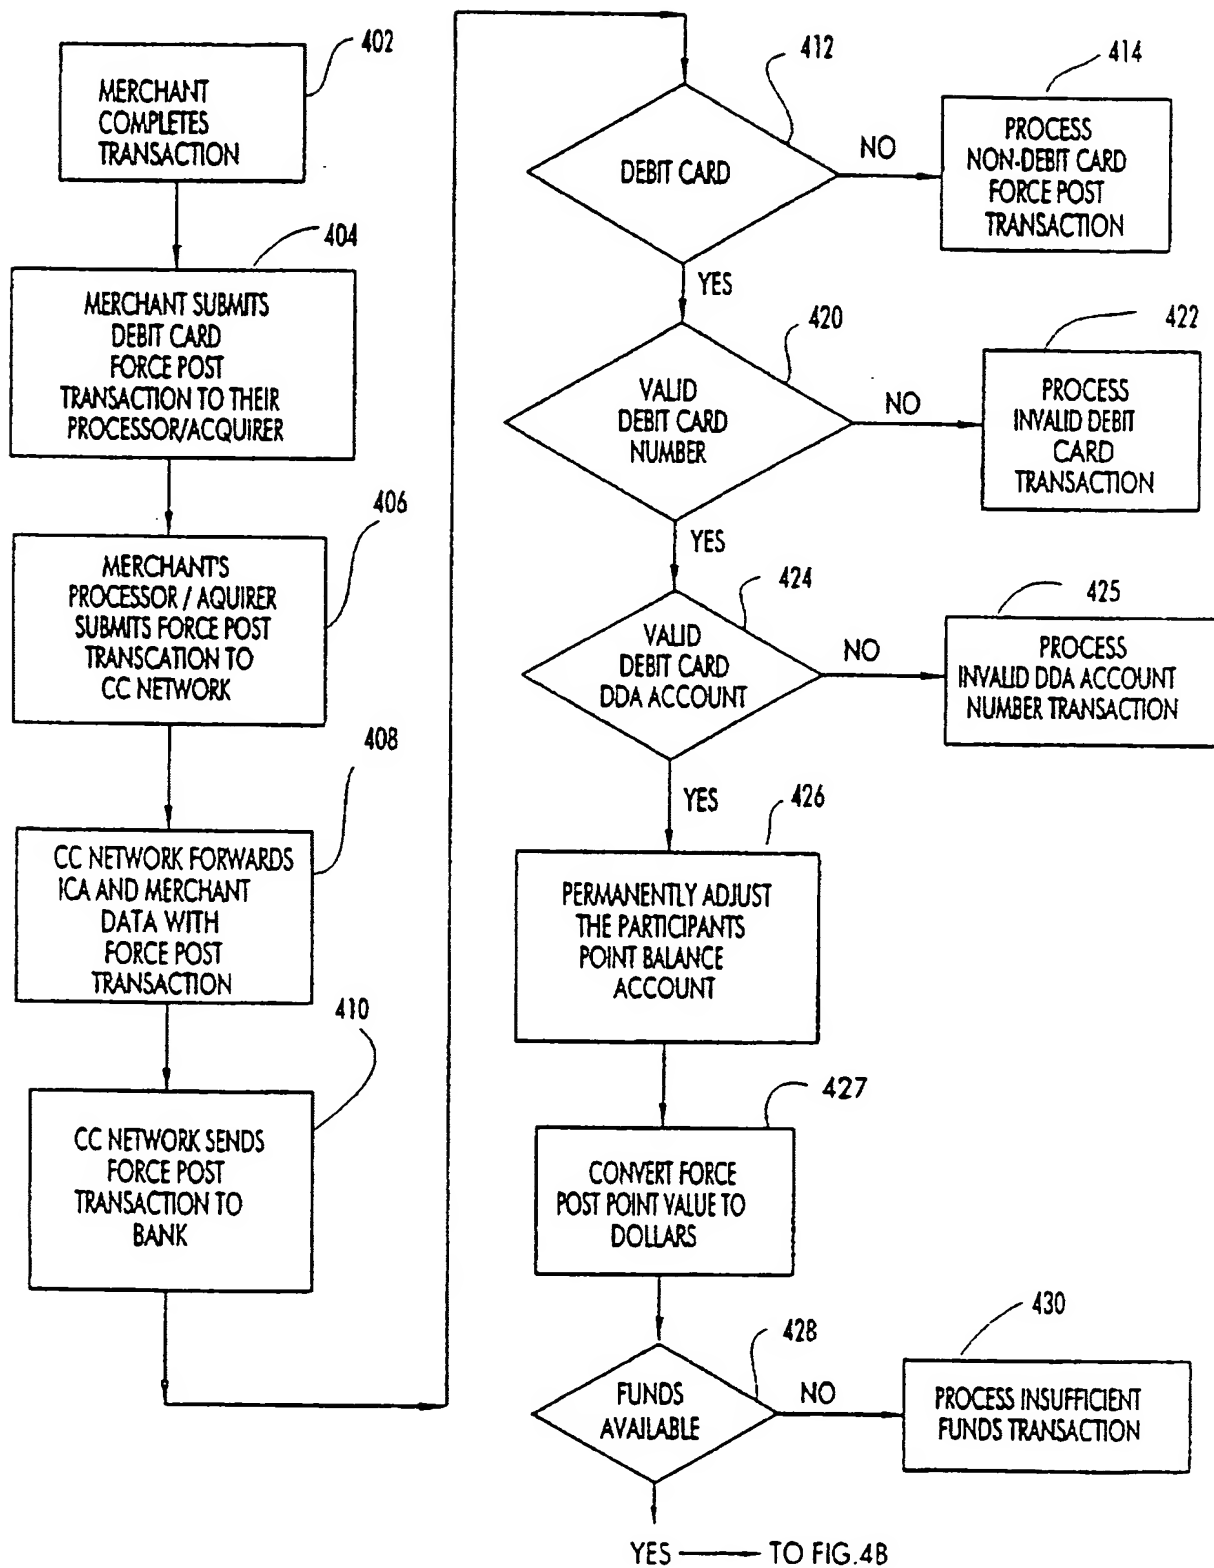 402
MERCHANT
COMPLETES
TRANSACTION
404
MERCHANT SUBMITS
DEBIT CARD
FORCE POST
TRANSACTION TO THEIR
PROCESSOR/ACQUIRER
406
MERCHANT'S
PROCESSOR / AQUIRER
SUBMITS FORCE POST
TRANSCATION TO
CC NETWORK
408
CC NETWORK FORWARDS
ICA AND MERCHANT
DATA WITH
FORCE POST
TRANSACTION
410
CC NETWORK SENDS
FORCE POST
TRANSACTION TO
BANK
412
DEBIT CARD
NO
414
PROCESS
NON-DEBIT CARD
FORCE POST
TRANSACTION
YES
420
VALID
DEBIT CARD
NUMBER
NO
422
PROCESS
INVALID DEBIT
CARD
TRANSACTION
YES
424
VALID
DEBIT CARD
DDA ACCOUNT
NO
425
PROCESS
INVALID DDA ACCOUNT
NUMBER TRANSACTION
YES
426
PERMANENTLY ADJUST
THE PARTICIPANTS
POINT BALANCE
ACCOUNT
427
CONVERT FORCE
POST POINT VALUE TO
DOLLARS
428
FUNDS
AVAILABLE
NO
430
PROCESS INSUFFICIENT
FUNDS TRANSACTION
YES TO FIG.4B